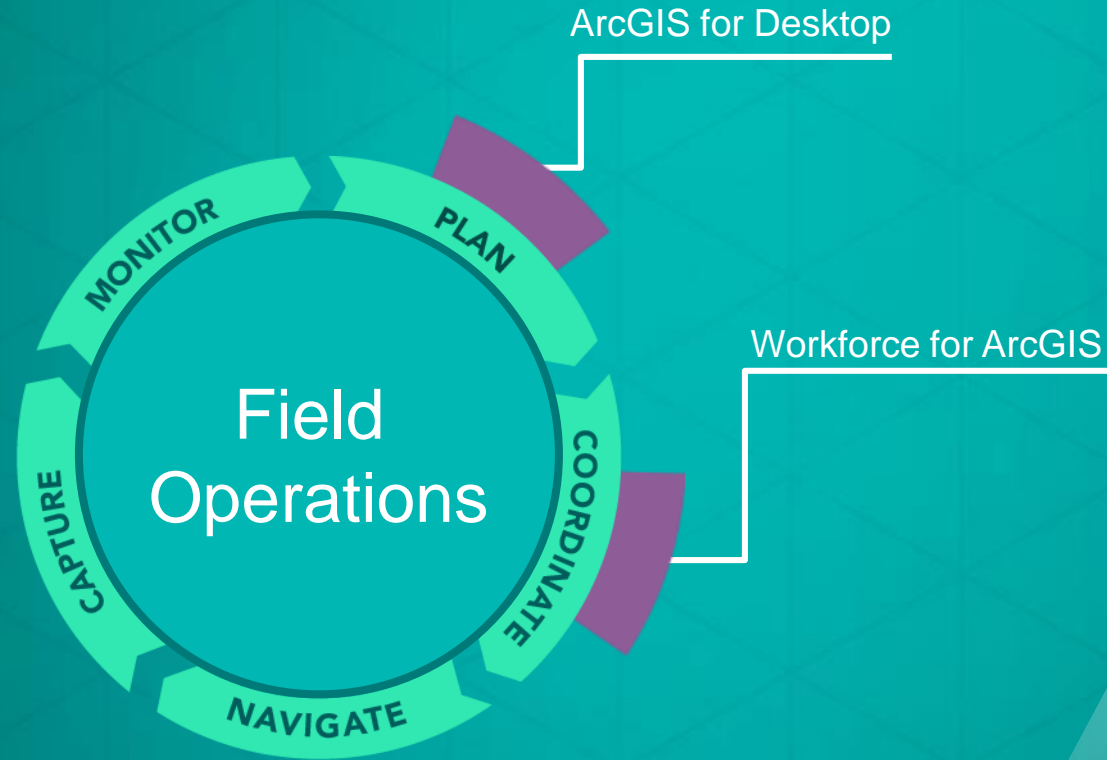 ArcGIS for Desktop
MONITOR
PLAN
Workforce for ArcGIS
Field
Operations
COORDINATE
CAPTURE
NAVIGATE